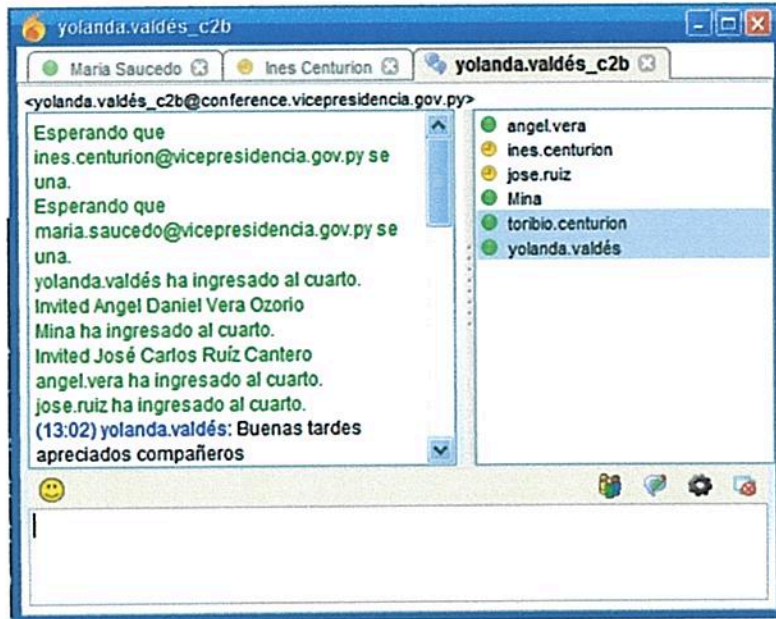 yolanda.valdés_c2b
Maria Saucedo
Ines Centurion
yolanda.valdés_c2b
<yolanda.valdés_c2b@conference.vicepresidencia.gov.py>
Esperando que
ines.centurion@vicepresidencia.gov.py se
una.
Esperando que
maria.saucedo@vicepresidencia.gov.py se
una.
yolanda.valdés ha ingresado al cuarto.
Invited Angel Daniel Vera Ozorio
Mina ha ingresado al cuarto.
Invited José Carlos Ruíz Cantero
angel.vera ha ingresado al cuarto.
jose.ruiz ha ingresado al cuarto.
(13:02) yolanda.valdés: Buenas tardes
apreciados compañeros
angel.vera
ines.centurion
jose.ruiz
Mina
toribio.centurion
yolanda.valdés